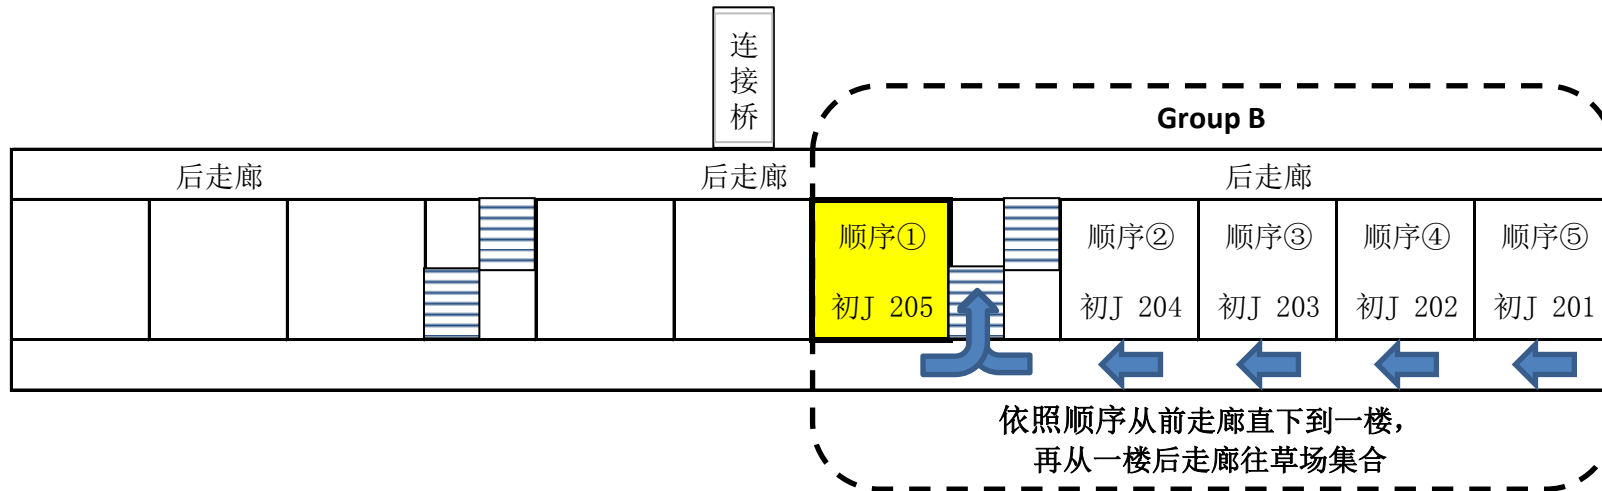 连
接
桥
Group B
后走廊
后走廊
后走廊
顺序①
初J 205
顺序②
初J 204
顺序③
初J 203
顺序④
初J 202
顺序⑤
初J 201
依照顺序从前走廊直下到一楼，
再从一楼后走廊往草场集合